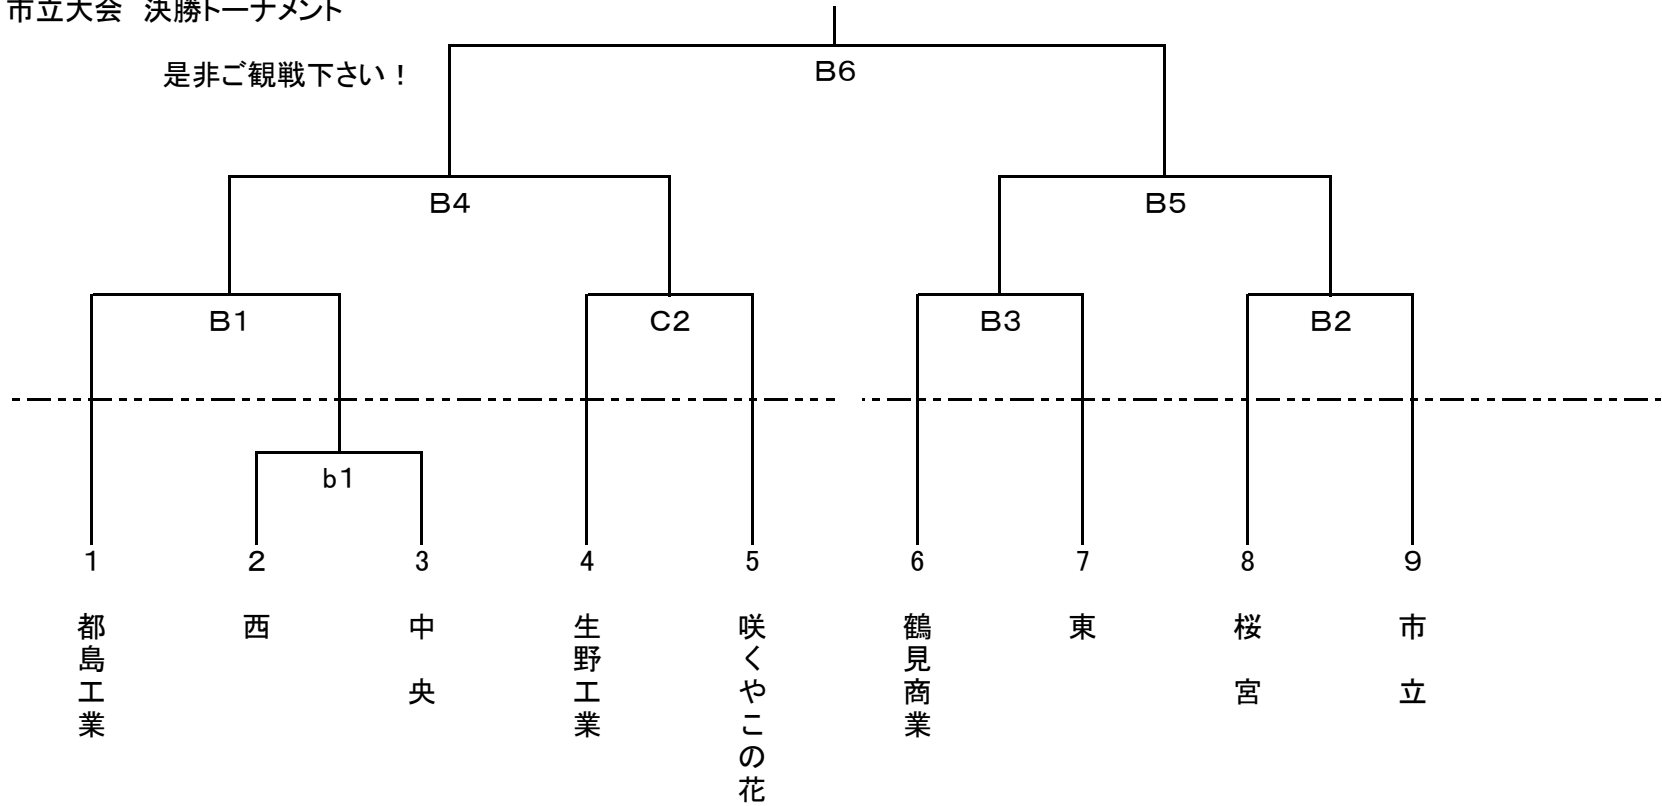 市立大会　決勝トーナメント
是非ご観戦下さい！
B6
B4
B5
B1
C2
B3
B2
b1
1
2
3
4
5
6
7
8
9
都島工業
西
中央
生野工業
咲くやこの花
鶴見商業
東
桜宮
市立